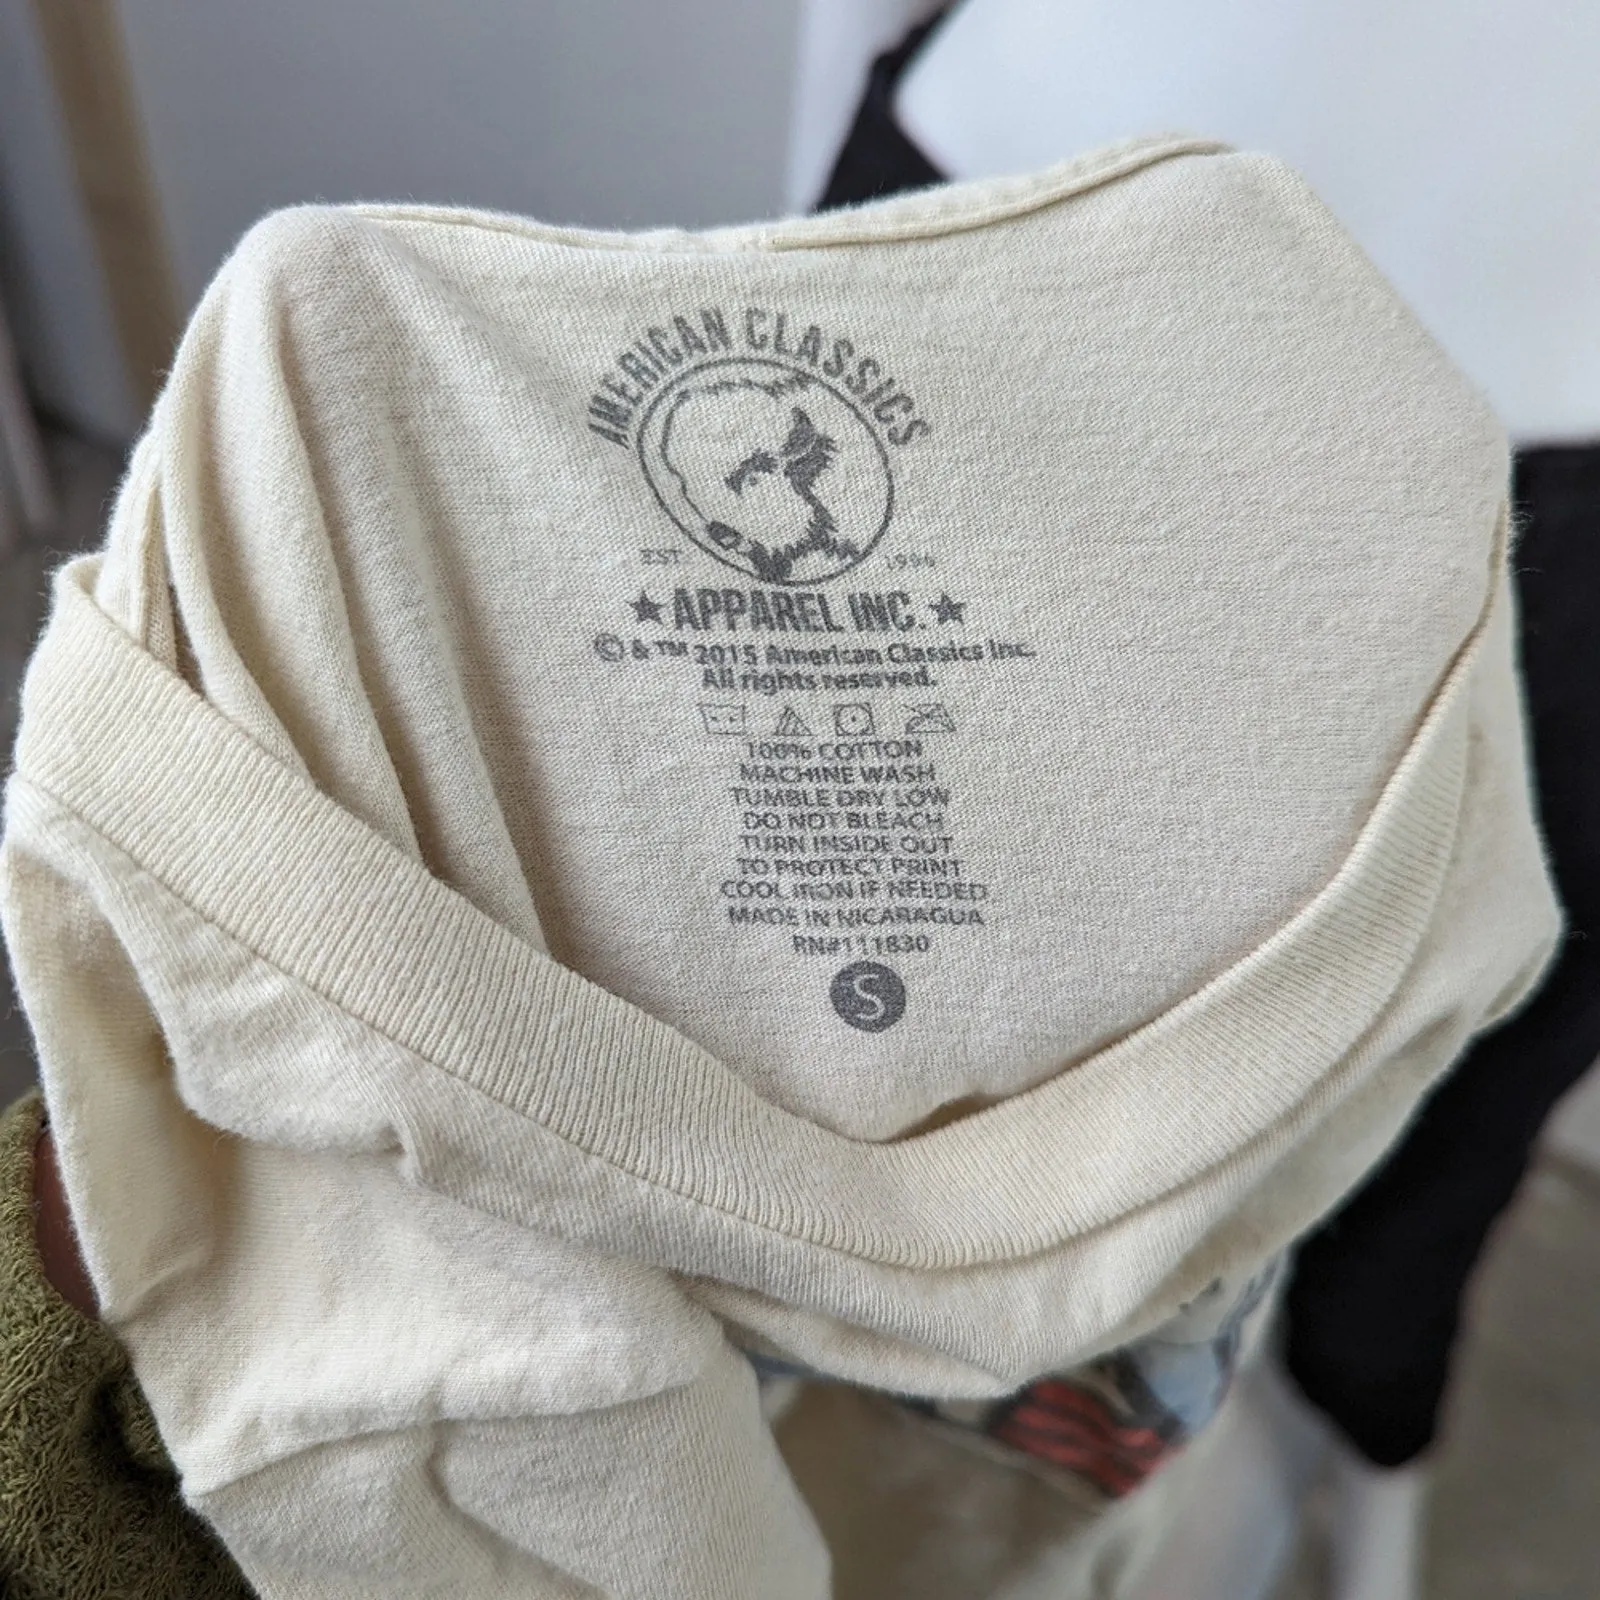 AMERICAN CLASSICS
EST 1994
★ APPAREL INC. ★
© & ™ 2015 American Classics Inc.
All rights reserved.
100% COTTON
MACHINE WASH
TUMBLE DRY LOW
DO NOT BLEACH
TURN INSIDE OUT
TO PROTECT PRINT
COOL IRON IF NEEDED
MADE IN NICARAGUA
RN#111830
S